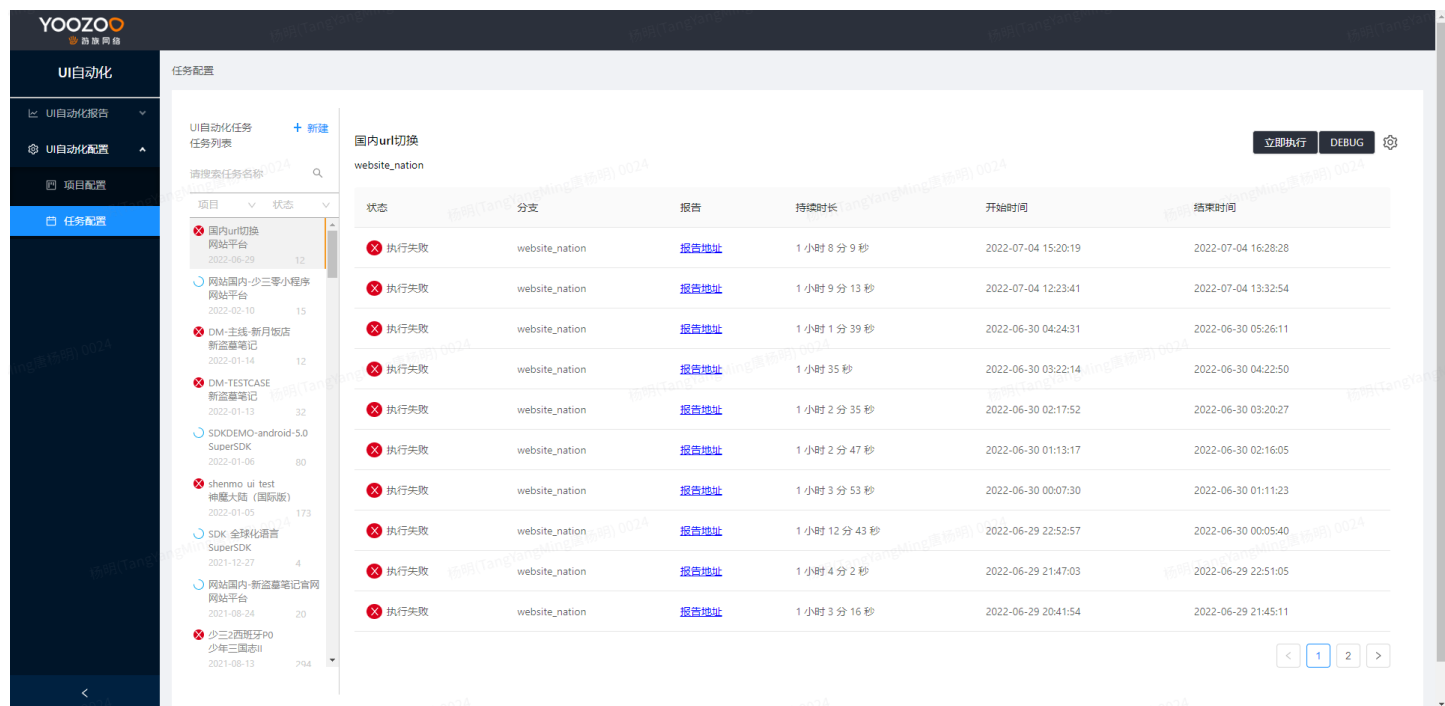 YOOZOO
游族网络
UI自动化
任务配置
UI自动化报告
UI自动化配置
项目配置
任务配置
UI自动化任务
任务列表
+ 新建
请搜索任务名称
项目 状态
国内url切换
网站平台
2022-06-29 12
网站国内-少三零小程序
网站平台
2022-02-10 15
DM-主线-新月饭店
新盗墓笔记
2022-01-14 12
DM-TESTCASE
新盗墓笔记
2022-01-13 32
SDKDEMO-android-5.0
SuperSDK
2022-01-06 80
shenmo ui test
神魔大陆（国际版）
2022-01-05 173
SDK 全球化语言
SuperSDK
2021-12-27 4
网站国内-新盗墓笔记官网
网站平台
2021-08-24 20
少三2西班牙P0
少年三国志II
2021-08-13 294
国内url切换
website_nation
立即执行 DEBUG
状态 分支 报告 持续时长 开始时间 结束时间
执行失败 website_nation 报告地址 1 小时 8 分 9 秒 2022-07-04 15:20:19 2022-07-04 16:28:28
执行失败 website_nation 报告地址 1 小时 9 分 13 秒 2022-07-04 12:23:41 2022-07-04 13:32:54
执行失败 website_nation 报告地址 1 小时 1 分 39 秒 2022-06-30 04:24:31 2022-06-30 05:26:11
执行失败 website_nation 报告地址 1 小时 35 秒 2022-06-30 03:22:14 2022-06-30 04:22:50
执行失败 website_nation 报告地址 1 小时 2 分 35 秒 2022-06-30 02:17:52 2022-06-30 03:20:27
执行失败 website_nation 报告地址 1 小时 2 分 47 秒 2022-06-30 01:13:17 2022-06-30 02:16:05
执行失败 website_nation 报告地址 1 小时 3 分 53 秒 2022-06-30 00:07:30 2022-06-30 01:11:23
执行失败 website_nation 报告地址 1 小时 12 分 43 秒 2022-06-29 22:52:57 2022-06-30 00:05:40
执行失败 website_nation 报告地址 1 小时 4 分 2 秒 2022-06-29 21:47:03 2022-06-29 22:51:05
执行失败 website_nation 报告地址 1 小时 3 分 16 秒 2022-06-29 20:41:54 2022-06-29 21:45:11
< 1 2 >